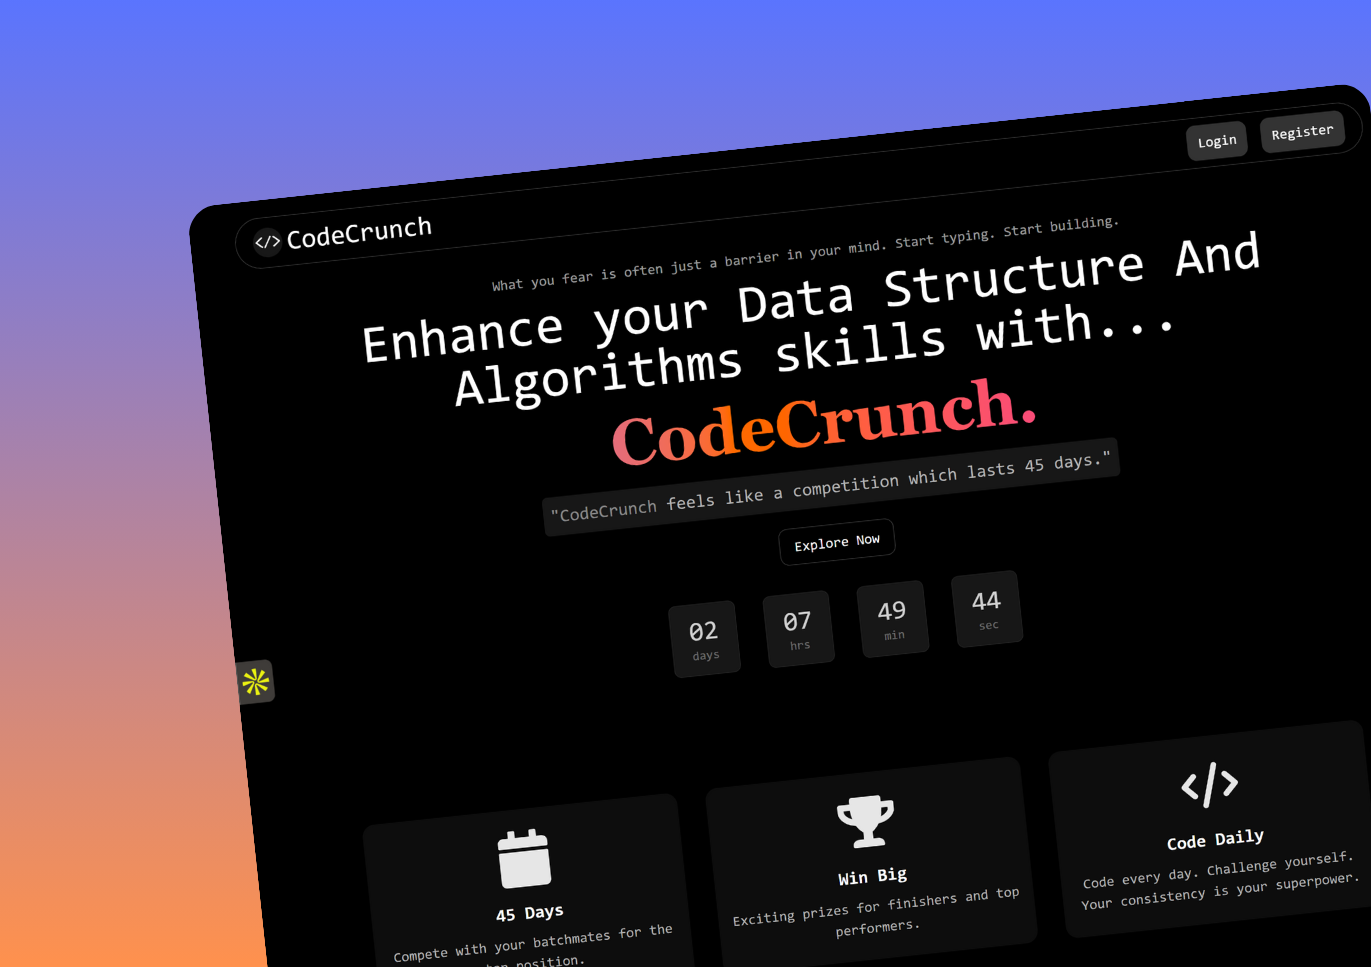 </> CodeCrunch
Login
Register
What you fear is often just a barrier in your mind. Start typing. Start building.
Enhance your Data Structure And
Algorithms skills with...
CodeCrunch.
"CodeCrunch feels like a competition which lasts 45 days."
Explore Now
02
days
07
hrs
49
min
44
sec
45 Days
Compete with your batchmates for the
position.
Win Big
Exciting prizes for finishers and top
performers.
Code Daily
Code every day. Challenge yourself.
Your consistency is your superpower.